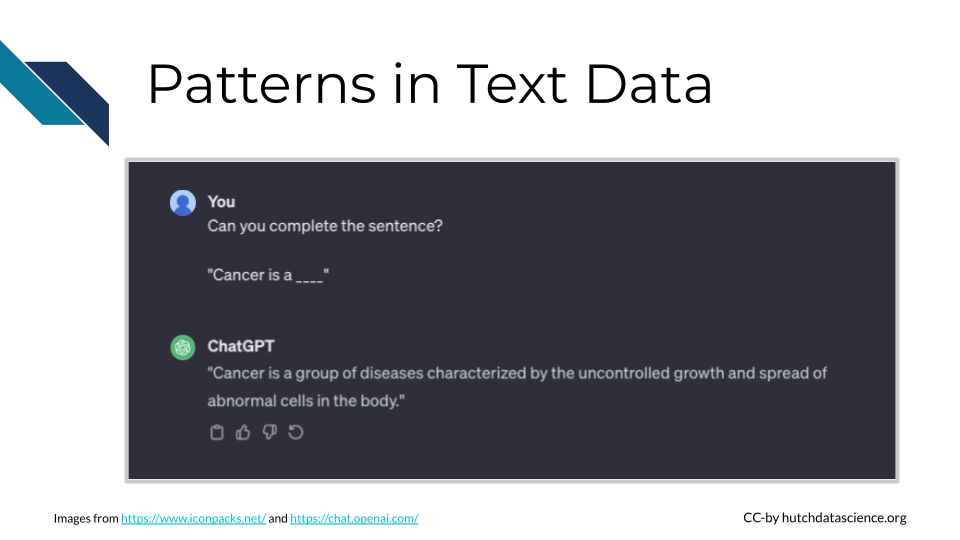 Patterns in Text Data
You
Can you complete the sentence?
"Cancer is a ____"
ChatGPT
"Cancer is a group of diseases characterized by the uncontrolled growth and spread of
abnormal cells in the body."
Images from https://www.iconpacks.net/ and https://chat.openai.com/
CC-by hutchdatascience.org